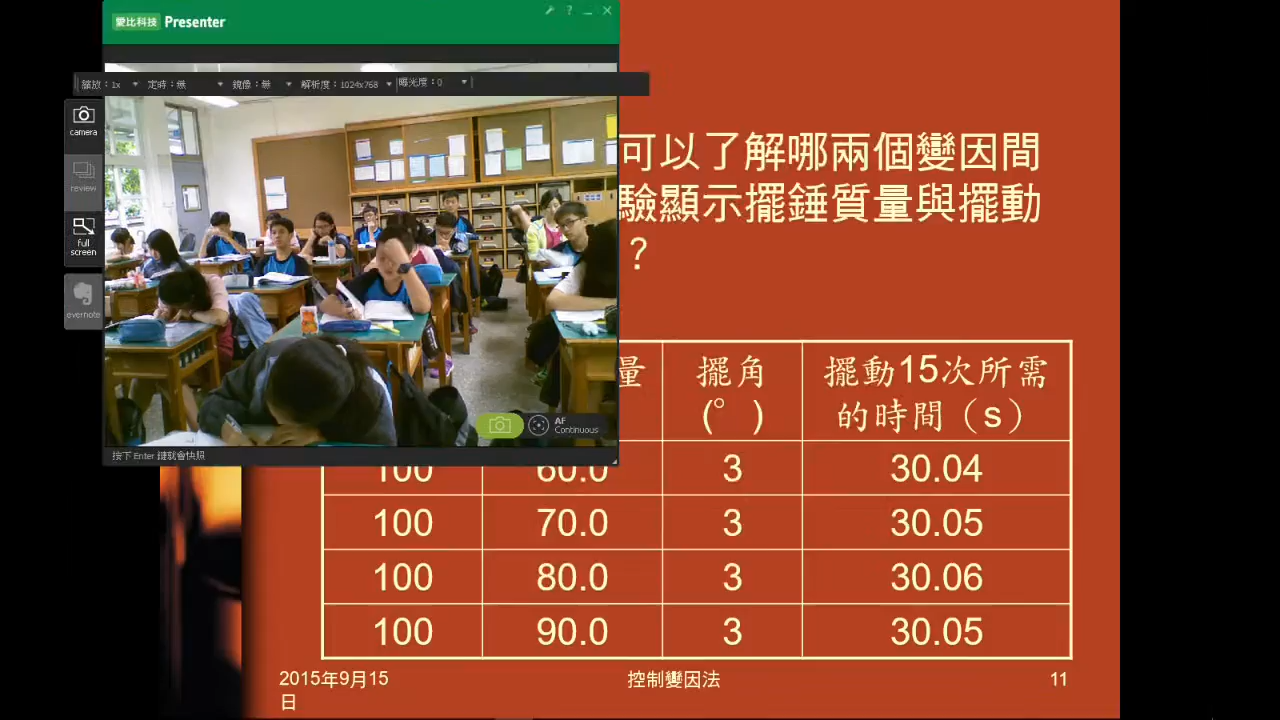 愛比科技 Presenter
縮放：1x 定時：無 鏡像：無 解析度：1024x768 曝光度：0
camera
review
full
screen
evernote
AF
Continuous
按下 Enter 鍵就會快照
可以了解哪兩個變因間
驗顯示擺錘質量與擺動
？
量 擺角 擺動15次所需
(° ) 的時間（s）
100 60.0 3 30.04
100 70.0 3 30.05
100 80.0 3 30.06
100 90.0 3 30.05
2015年9月15
日
控制變因法
11